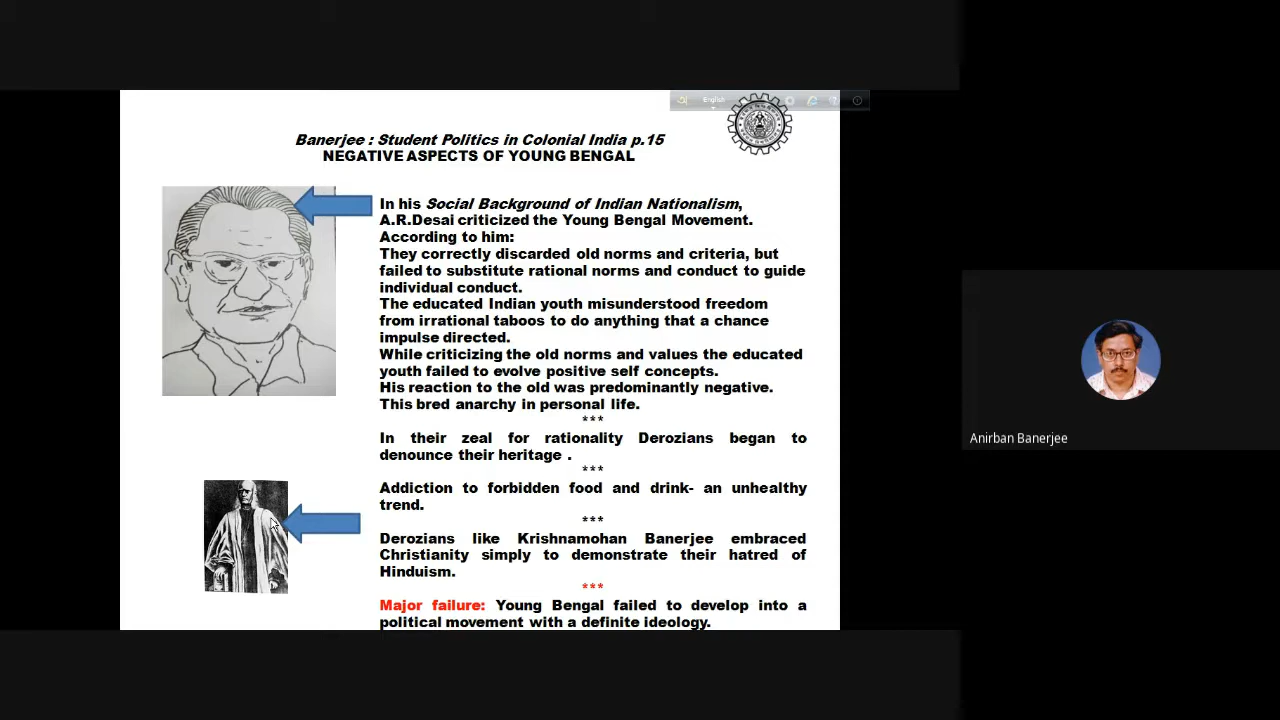 English
Banerjee : Student Politics in Colonial India p.15
NEGATIVE ASPECTS OF YOUNG BENGAL
In his Social Background of Indian Nationalism,
A.R.Desai criticized the Young Bengal Movement.
According to him:
They correctly discarded old norms and criteria, but
failed to substitute rational norms and conduct to guide
individual conduct.
The educated Indian youth misunderstood freedom
from irrational taboos to do anything that a chance
impulse directed.
While criticizing the old norms and values the educated
youth failed to evolve positive self concepts.
His reaction to the old was predominantly negative.
This bred anarchy in personal life.
***
In their zeal for rationality Derozians began to
denounce their heritage .
***
Addiction to forbidden food and drink- an unhealthy
trend.
***
Derozians like Krishnamohan Banerjee embraced
Christianity simply to demonstrate their hatred of
Hinduism.
***
Major failure: Young Bengal failed to develop into a
political movement with a definite ideology.
Anirban Banerjee